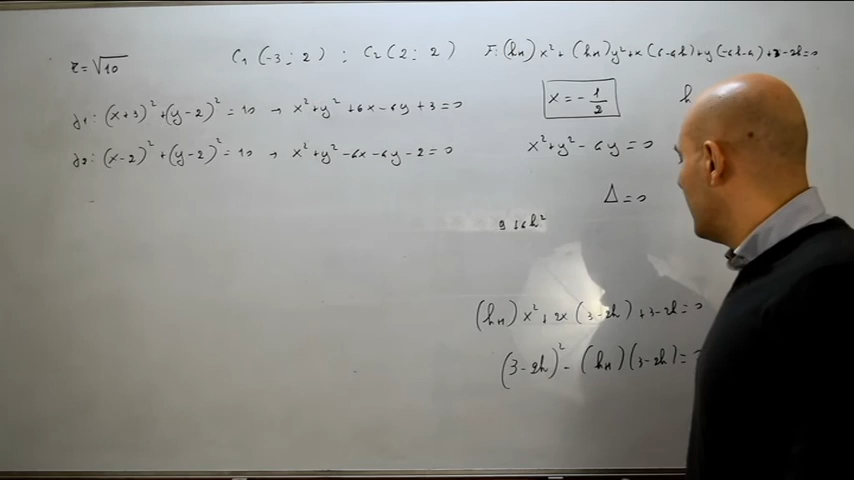 r = √10
C₁ (-3 ; 2) ; C₂ (2 ; 2)
F: (k+1) x² + (k+1) y² + x (6-4k) + y (-4k-4) + 3-2k = 0
γ1: (x+3)² + (y-2)² = 10 → x² + y² + 6x - 4y + 3 = 0
x = - 1/2
k
γ2: (x-2)² + (y-2)² = 10 → x² + y² - 4x - 4y - 2 = 0
x² + y² - 4y = 0
Δ = 0
9 16k²
(k+1) x² + 2x (3-2k) + 3-2k = 0
(3-2k)² - (k+1) (3-2k) =